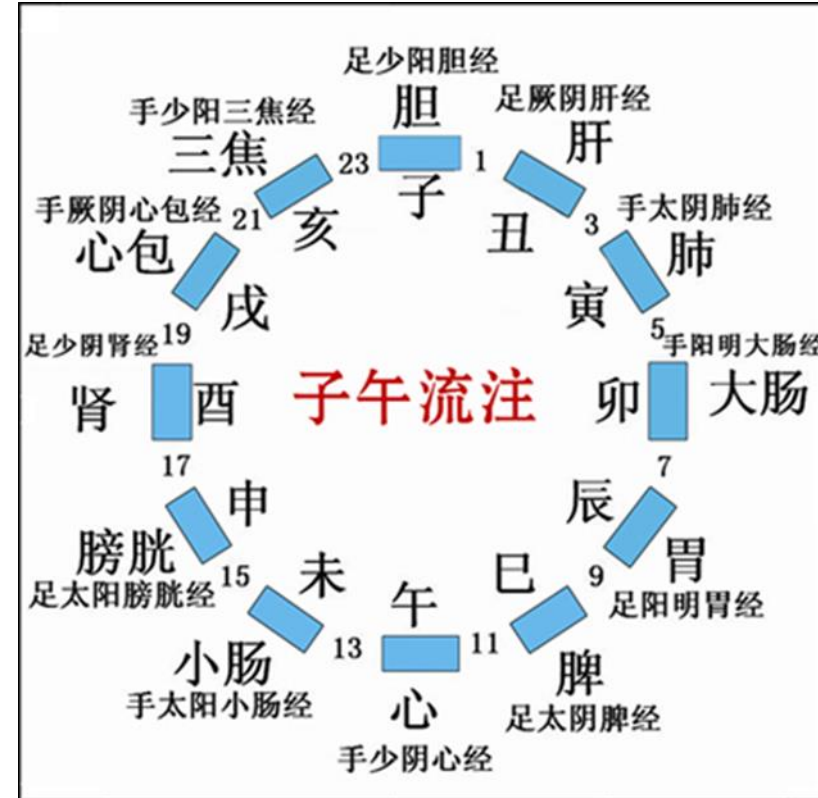 足少阳胆经
胆
子
1
足厥阴肝经
肝
丑
3
手太阴肺经
肺
寅
5
手阳明大肠经
大肠
卯
7
辰
胃
足阳明胃经
9
巳
脾
足太阴脾经
11
午
心
手少阴心经
13
未
小肠
手太阳小肠经
15
申
膀胱
足太阳膀胱经
17
酉
肾
足少阴肾经
19
手厥阴心包经
心包
戌
21
手少阳三焦经
三焦
亥
23
子午流注